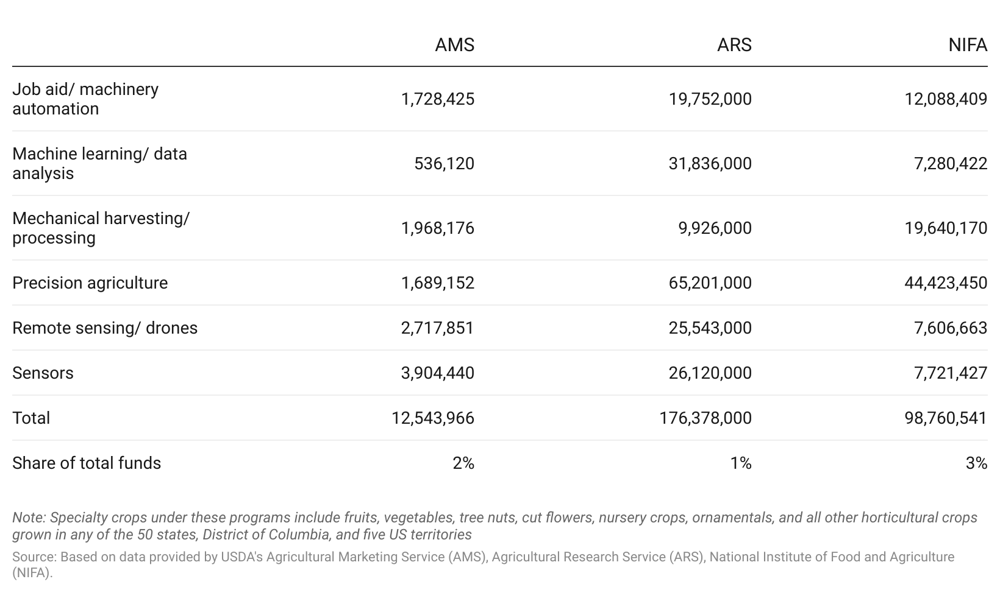 AMS ARS NIFA
Job aid/ machinery
automation 1,728,425 19,752,000 12,088,409
Machine learning/ data
analysis 536,120 31,836,000 7,280,422
Mechanical harvesting/
processing 1,968,176 9,926,000 19,640,170
Precision agriculture 1,689,152 65,201,000 44,423,450
Remote sensing/ drones 2,717,851 25,543,000 7,606,663
Sensors 3,904,440 26,120,000 7,721,427
Total 12,543,966 176,378,000 98,760,541
Share of total funds 2% 1% 3%
Note: Specialty crops under these programs include fruits, vegetables, tree nuts, cut flowers, nursery crops, ornamentals, and all other horticultural crops
grown in any of the 50 states, District of Columbia, and five US territories
Source: Based on data provided by USDA's Agricultural Marketing Service (AMS), Agricultural Research Service (ARS), National Institute of Food and Agriculture
(NIFA).